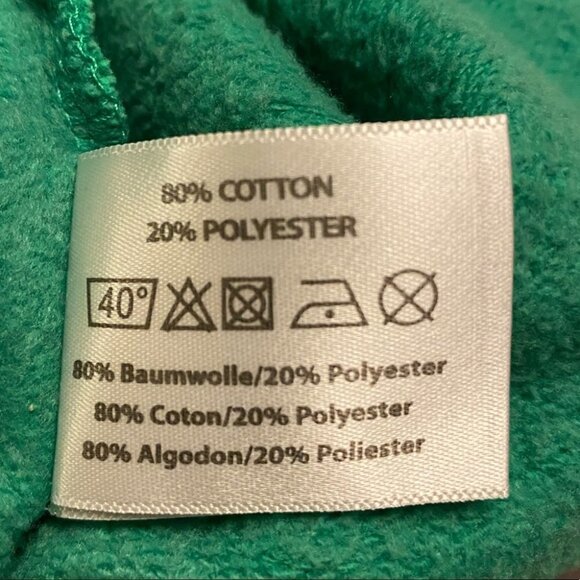 80% COTTON
20% POLYESTER
40°
80% Baumwolle/20% Polyester
80% Coton/20% Polyester
80% Algodon/20% Poliester